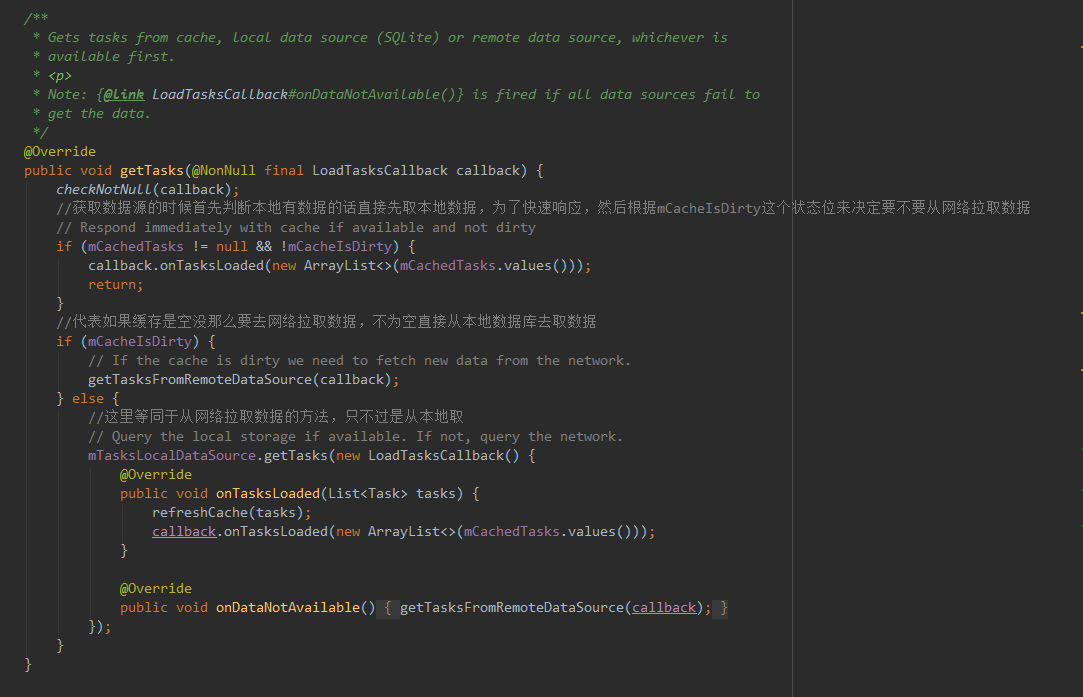 /**
 * Gets tasks from cache, local data source (SQLite) or remote data source, whichever is
 * available first.
 * <p>
 * Note: {@link LoadTasksCallback#onDataNotAvailable()} is fired if all data sources fail to
 * get the data.
 */
@Override
public void getTasks(@NonNull final LoadTasksCallback callback) {
    checkNotNull(callback);
    //获取数据源的时候首先判断本地有数据的话直接先取本地数据，为了快速响应，然后根据mCacheIsDirty这个状态位来决定要不要从网络拉取数据
    // Respond immediately with cache if available and not dirty
    if (mCachedTasks != null && !mCacheIsDirty) {
        callback.onTasksLoaded(new ArrayList<>(mCachedTasks.values()));
        return;
    }
    //代表如果缓存是空没那么要去网络拉取数据，不为空直接从本地数据库去取数据
    if (mCacheIsDirty) {
        // If the cache is dirty we need to fetch new data from the network.
        getTasksFromRemoteDataSource(callback);
    } else {
        //这里等同于从网络拉取数据的方法，只不过是从本地取
        // Query the local storage if available. If not, query the network.
        mTasksLocalDataSource.getTasks(new LoadTasksCallback() {
            @Override
            public void onTasksLoaded(List<Task> tasks) {
                refreshCache(tasks);
                callback.onTasksLoaded(new ArrayList<>(mCachedTasks.values()));
            }

            @Override
            public void onDataNotAvailable() { getTasksFromRemoteDataSource(callback); }
        });
    }
}